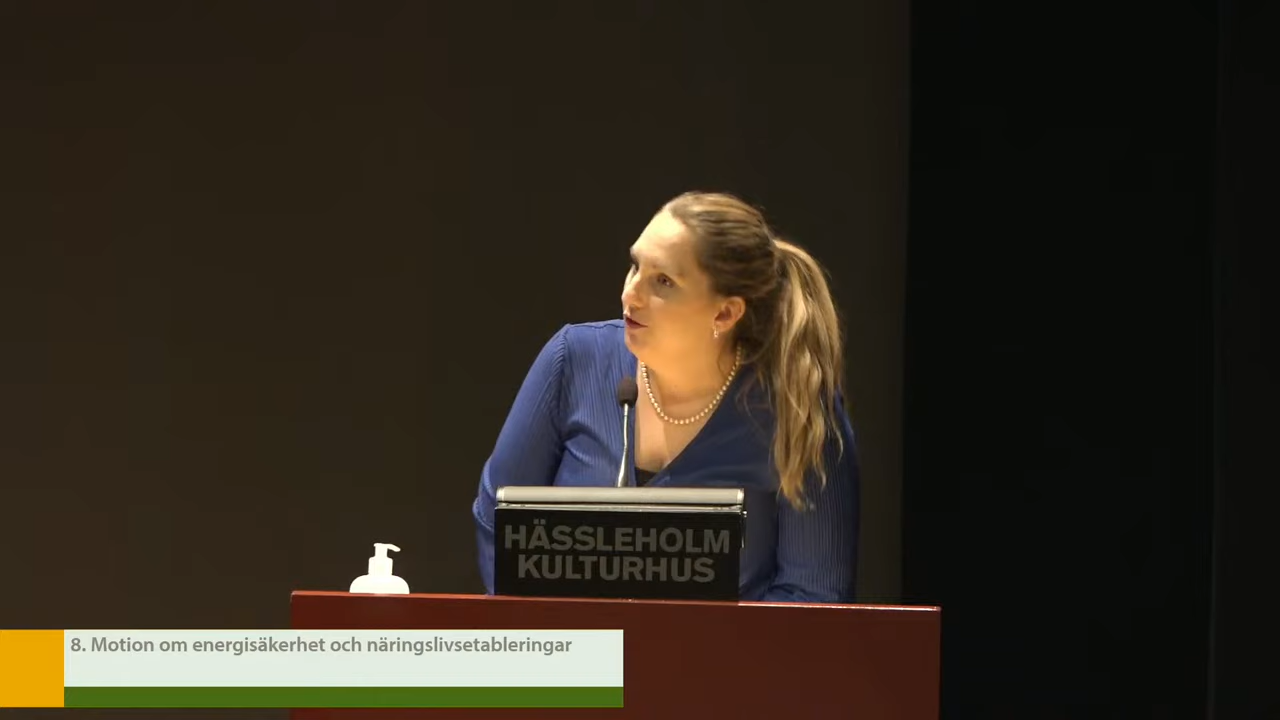 HÄSSLEHOLM
KULTURHUS
8. Motion om energisäkerhet och näringslivsetableringar